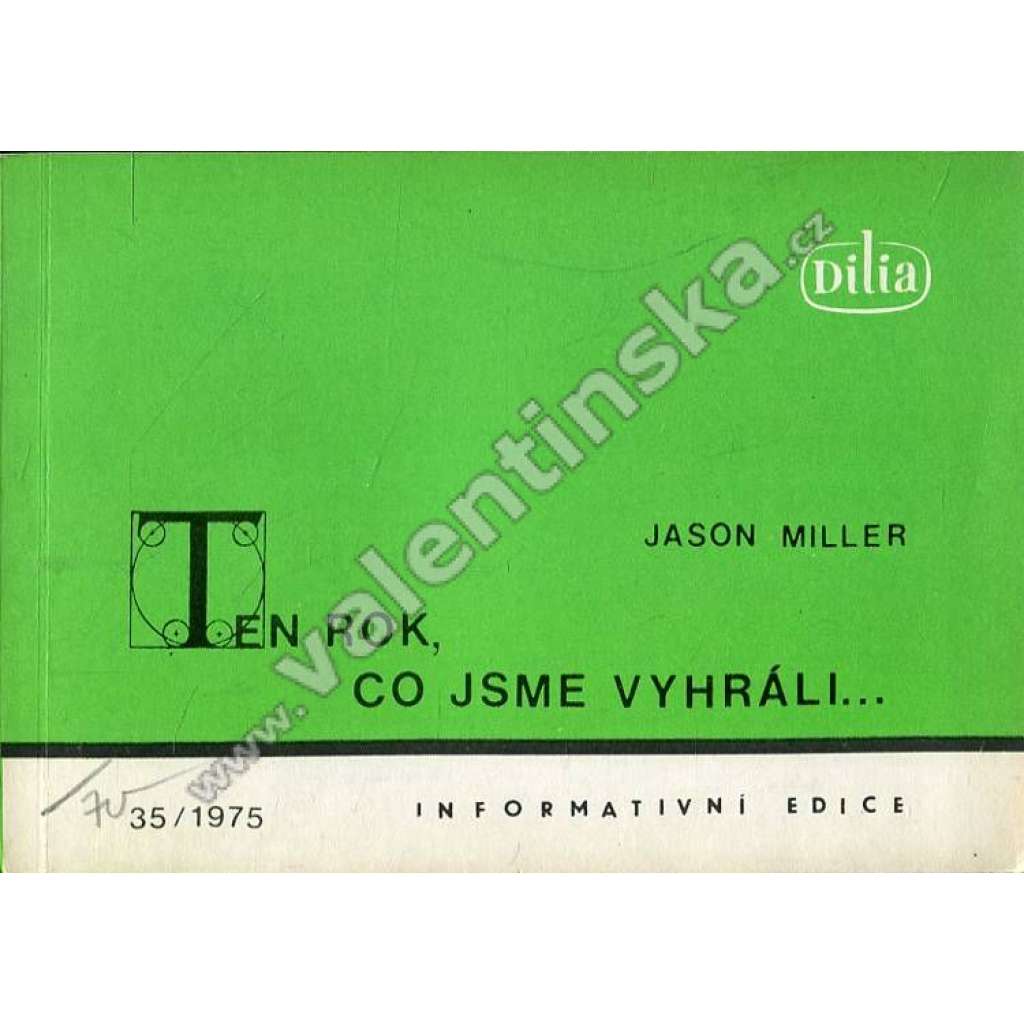 Dilia
JASON MILLER
TEN ROK,
CO JSME VYHRÁLI...
35/1975
INFORMATIVNÍ EDICE
www.valentinska.cz